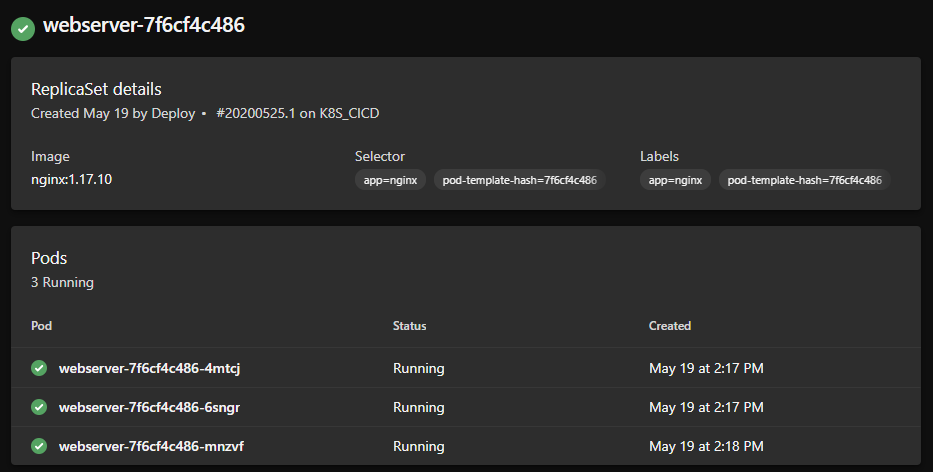 webserver-7f6cf4c486
ReplicaSet details
Created May 19 by Deploy • #20200525.1 on K8S_CICD
Image Selector Labels
nginx:1.17.10 app=nginx pod-template-hash=7f6cf4c486 app=nginx pod-template-hash=7f6cf4c486
Pods
3 Running
Pod Status Created
webserver-7f6cf4c486-4mtcj Running May 19 at 2:17 PM
webserver-7f6cf4c486-6sngr Running May 19 at 2:17 PM
webserver-7f6cf4c486-mnzvf Running May 19 at 2:18 PM